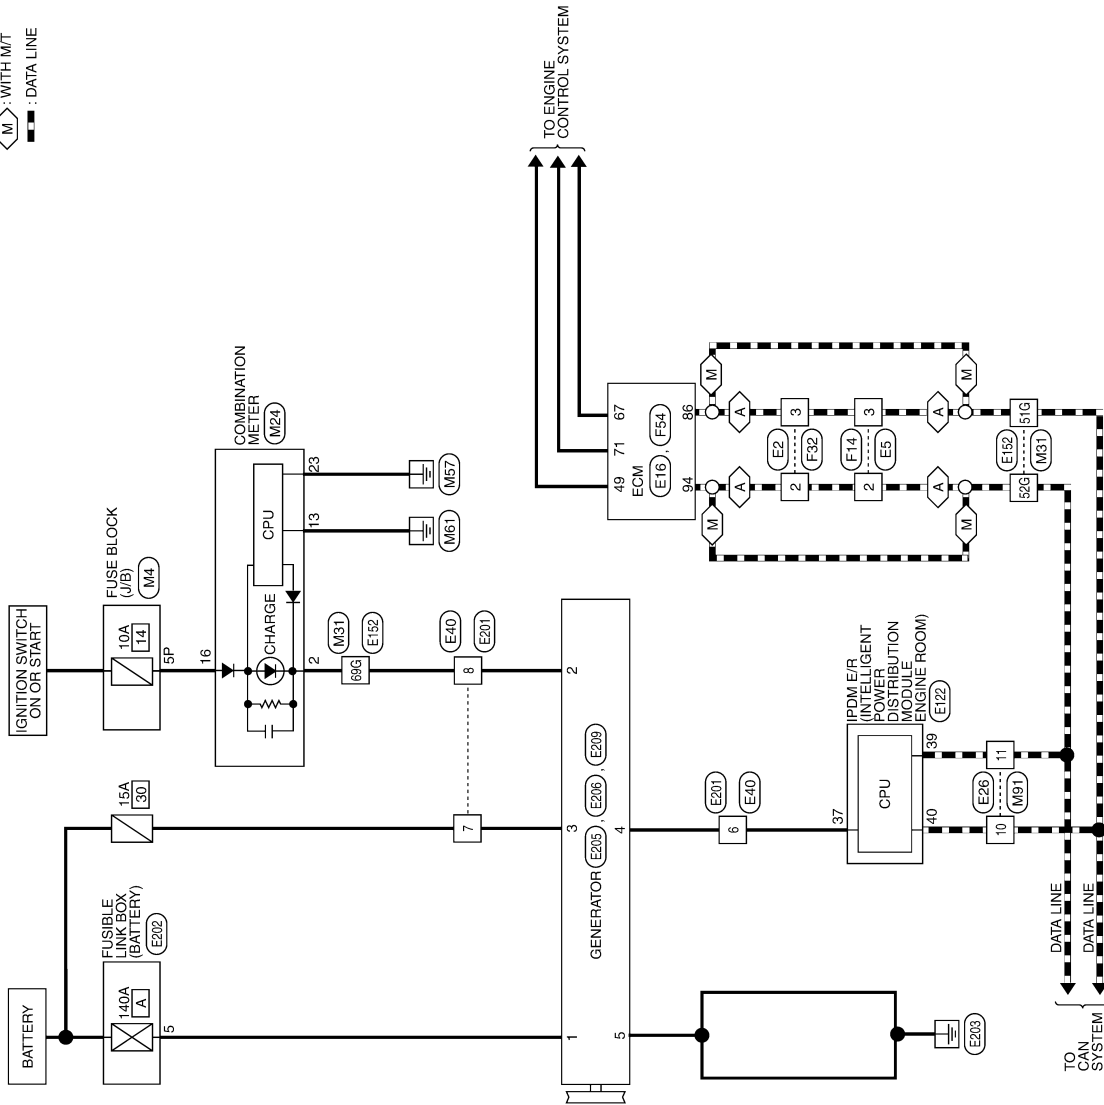 M : WITH M/T
: DATA LINE
TO ENGINE
CONTROL SYSTEM
IGNITION SWITCH
ON OR START
BATTERY
FUSE BLOCK
(J/B)
M4
10A
14
5P
15A
30
FUSIBLE
LINK BOX
(BATTERY)
E202
140A
A
5
COMBINATION
METER
M24
16
CPU
CHARGE
23
13
2
M57
M61
M31
E152
69G
E40
E201
8
7
2
3
1
GENERATOR E205 , E206 , E209
4
5
E201
E40
6
37
IPDM E/R
(INTELLIGENT
POWER
DISTRIBUTION
MODULE
ENGINE ROOM)
E122
CPU
39
40
E26
M91
11
10
E203
49
71
67
ECM
E16 , F54
94
86
M
M
A
A
E2
F32
3
2
F14
E5
3
2
A
A
M
M
E152
M31
51G
52G
DATA LINE
DATA LINE
TO
CAN
SYSTEM